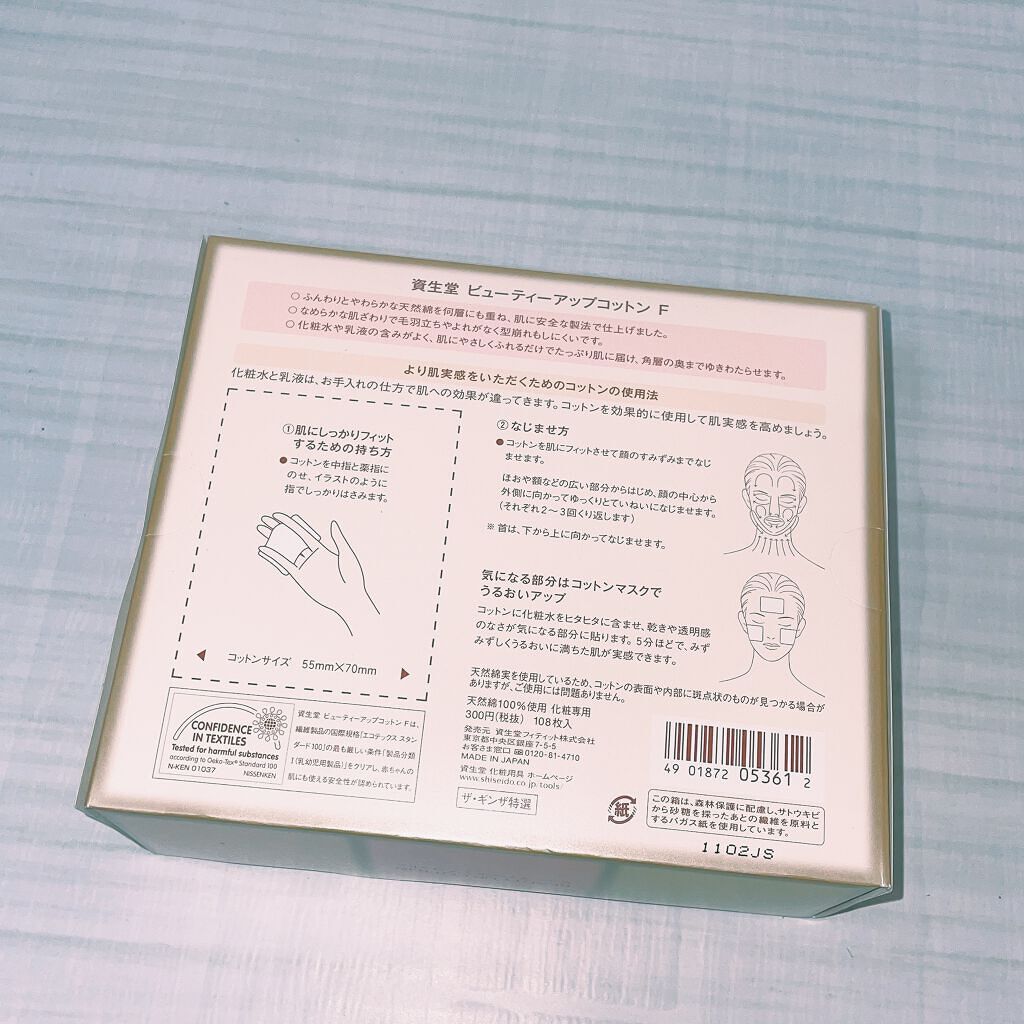 資生堂 ビューティーアップコットン F
○ ふんわりとやわらかな天然綿を何層にも重ね、肌に安全な製法で仕上げました。
○ なめらかな肌ざわりで毛羽立ちやよれがなく型崩れもしにくいです。
○ 化粧水や乳液の含みがよく、肌にやさしくふれるだけでたっぷり肌に届け、角層の奥までゆきわたらせます。
より肌実感をいただくためのコットンの使用法
化粧水と乳液は、お手入れの仕方で肌への効果が違ってきます。コットンを効果的に使用して肌実感を高めましょう。
①肌にしっかりフィット
するための持ち方
●コットンを中指と薬指に
のせ、イラストのように
指でしっかりはさみます。
コットンサイズ 55mm×70mm
② なじませ方
●コットンを肌にフィットさせて顔のすみずみまでなじ
ませます。
ほおや額などの広い部分からはじめ、顔の中心から
外側に向かってゆっくりとていねいになじませます。
(それぞれ2〜3回くり返します)
※ 首は、下から上に向かってなじませます。
気になる部分はコットンマスクで
うるおいアップ
コットンに化粧水をヒタヒタに含ませ、乾きや透明感
のなさが気になる部分に貼ります。5分ほどで、みず
みずしくうるおいに満ちた肌が実感できます。
天然綿実を使用しているため、コットンの表面や内部に斑点状のものが見つかる場合が
ありますが、ご使用には問題ありません。
天然綿100%使用 化粧専用
300円(税抜) 108枚入
発売元 資生堂フィティット株式会社
東京都中央区銀座7-5-5
お客さま窓口 0120-81-4710
MADE IN JAPAN
資生堂 化粧用具 ホームページ
www.shiseido.co.jp/tools/
ザ・ギンザ特選
CONFIDENCE
IN TEXTILES
Tested for harmful substances
according to Oeko-Tex® Standard 100
N-KEN 01037 NISSENKEN
資生堂 ビューティーアップコットン Fは、
繊維製品の国際規格「エコテックス スタン
ダード100」の最も厳しい条件「製品分類
I(乳幼児用製品)」をクリアし、赤ちゃんの
肌にも使える安全性が認められています。
4 901872 053612
紙
この箱は、森林保護に配慮し、サトウキビ
から砂糖を採ったあとの繊維を原料と
するバガス紙を使用しています。
1102JS